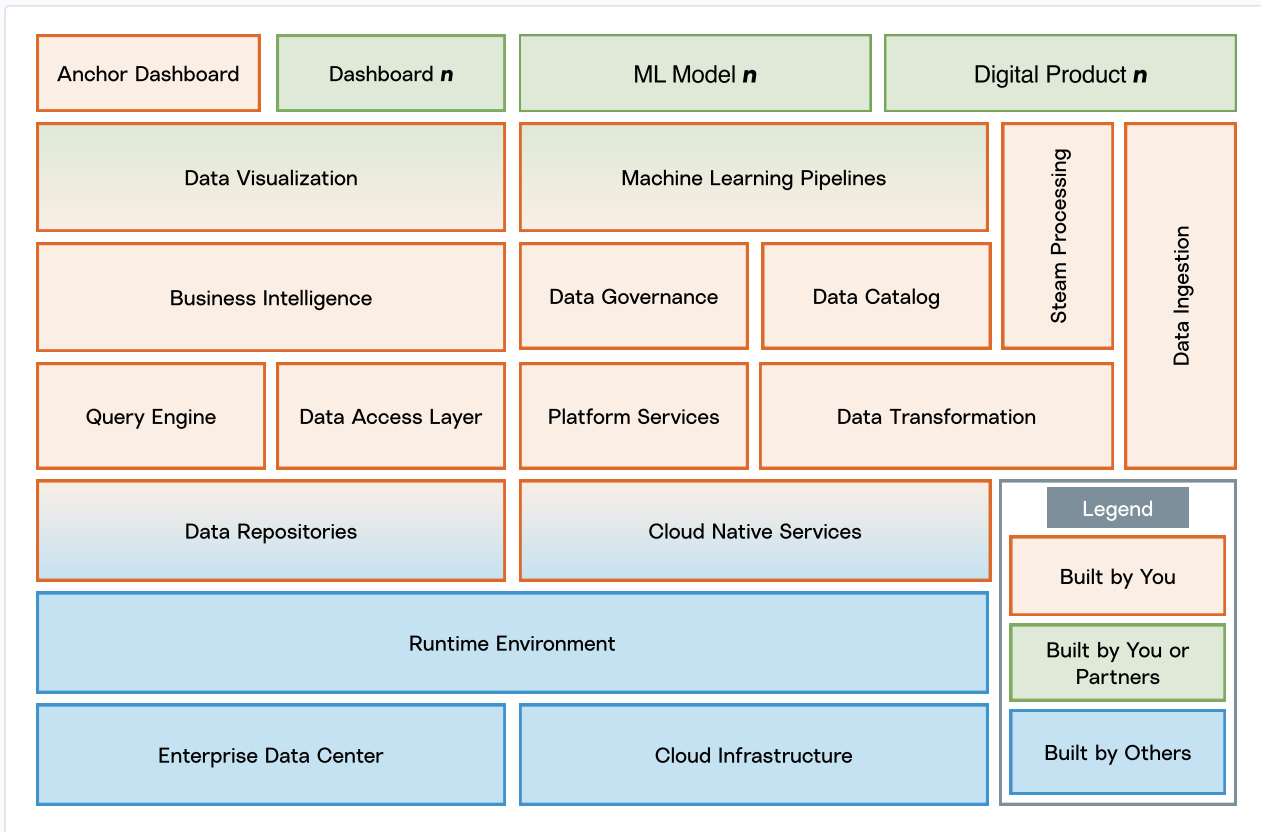 Anchor Dashboard
Dashboard n
ML Model n
Digital Product n
Data Visualization
Machine Learning Pipelines
Steam Processing
Data Ingestion
Business Intelligence
Data Governance
Data Catalog
Query Engine
Data Access Layer
Platform Services
Data Transformation
Data Repositories
Cloud Native Services
Legend
Built by You
Built by You or
Partners
Built by Others
Runtime Environment
Enterprise Data Center
Cloud Infrastructure